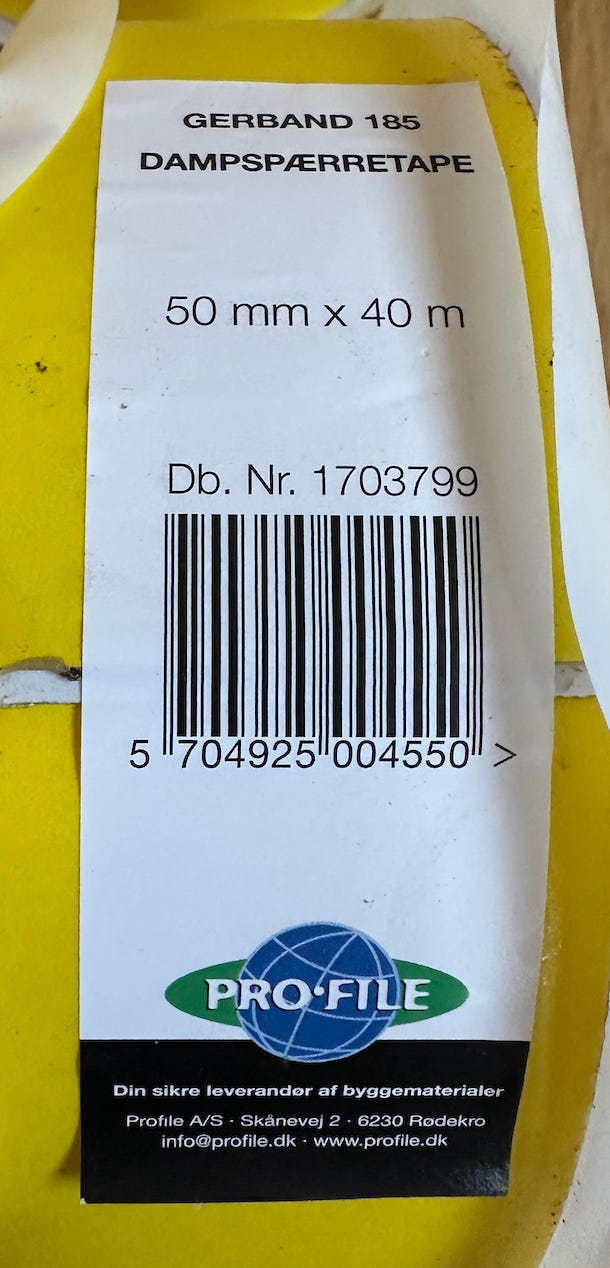 GERBAND 185
DAMPSPÆRRETAPE
50 mm x 40 m
Db. Nr. 1703799
5 704925 004550 >
PRO·FILE
Din sikre leverandør af byggematerialer
Profile A/S · Skånevej 2 · 6230 Rødekro
info@profile.dk · www.profile.dk